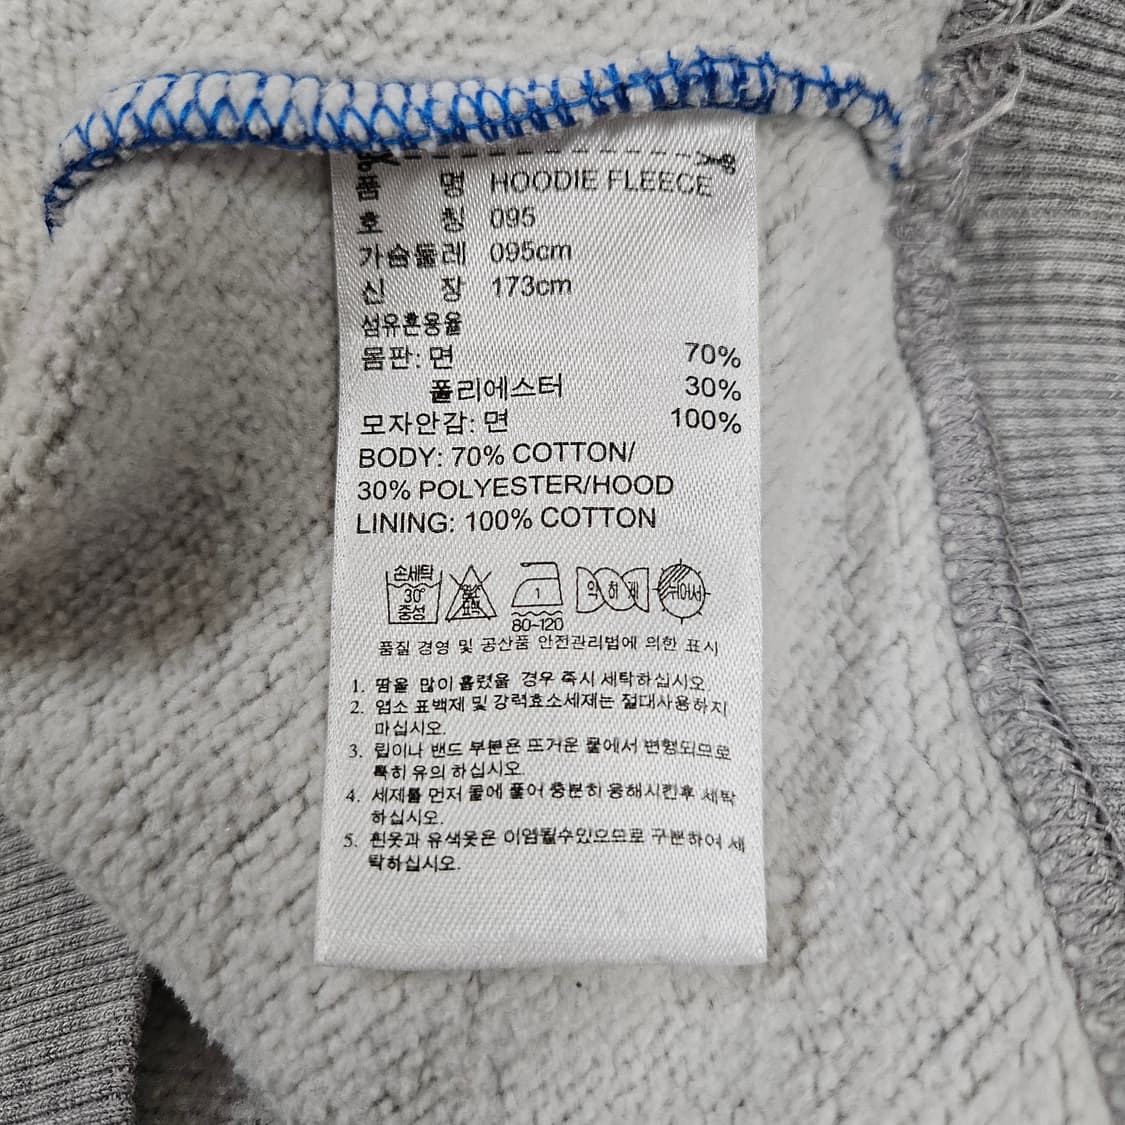 품 명 HOODIE FLEECE
호 칭 095
가슴둘레 095cm
신 장 173cm
섬유혼용율
몸판: 면 70%
폴리에스터 30%
모자안감: 면 100%
BODY: 70% COTTON/
30% POLYESTER/HOOD
LINING: 100% COTTON
손세탁
30°
중성
염소
표백
1
80~120
약하게
뉘어서
품질 경영 및 공산품 안전관리법에 의한 표시
1. 땀을 많이 흡렸을 경우 즉시 세탁하십시오
2. 염소 표백제 및 강력효소세재는 절대사용하지
마십시오.
3. 립이나 밴드 부분은 뜨거운 물에서 변형되므로
특히 유의 하십시오.
4. 세제를 먼저 물에 풀어 충분히 용해시킨후 세탁
하십시오.
5. 흰옷과 유색옷은 이염될수있으므로 구분하여 세
탁하십시오.